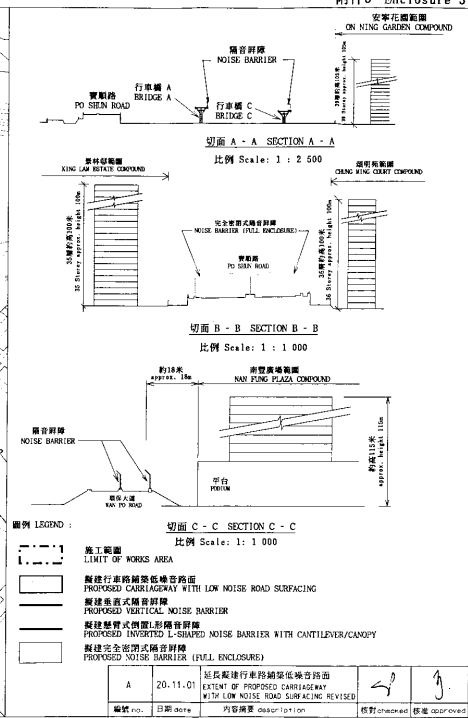 附件3 Enclosure 3
安寧花園範圍
ON NING GARDEN COMPOUND
隔音屏障
NOISE BARRIER
寶順路
PO SHUN ROAD
行車橋 A
BRIDGE A
行車橋 C
BRIDGE C
切面 A - A SECTION A - A
比例 Scale: 1 : 2 500
景林邨範圍
KING LAM ESTATE COMPOUND
頌明苑範圍
CHUNG MING COURT COMPOUND
35層約高100米
35 Storey approx. height 100m
完全密閉式隔音屏障
NOISE BARRIER (FULL ENCLOSURE)
寶順路
PO SHUN ROAD
36 Storey approx. height 100m
切面 B - B SECTION B - B
比例 Scale: 1 : 1 000
約18米
approx. 18m
南豐廣場範圍
NAN FUNG PLAZA COMPOUND
隔音屏障
NOISE BARRIER
環保大道
WAN PO ROAD
平台
PODIUM
約高115米
approx. height 115m
圖例 LEGEND :
切面 C - C SECTION C - C
比例 Scale: 1 : 1 000
施工範圍
LIMIT OF WORKS AREA
擬建行車路鋪築低噪音路面
PROPOSED CARRIAGEWAY WITH LOW NOISE ROAD SURFACING
擬建垂直式隔音屏障
PROPOSED VERTICAL NOISE BARRIER
擬建懸臂式倒置L形隔音屏障
PROPOSED INVERTED L-SHAPED NOISE BARRIER WITH CANTILEVER/CANOPY
擬建完全密閉式隔音屏障
PROPOSED NOISE BARRIER (FULL ENCLOSURE)
A 20.11.01 延長擬建行車路鋪築低噪音路面
EXTENT OF PROPOSED CARRIAGEWAY
WITH LOW NOISE ROAD SURFACING REVISED
編號 no. 日期 date 內容摘要 description 核對 checked 核准 approved